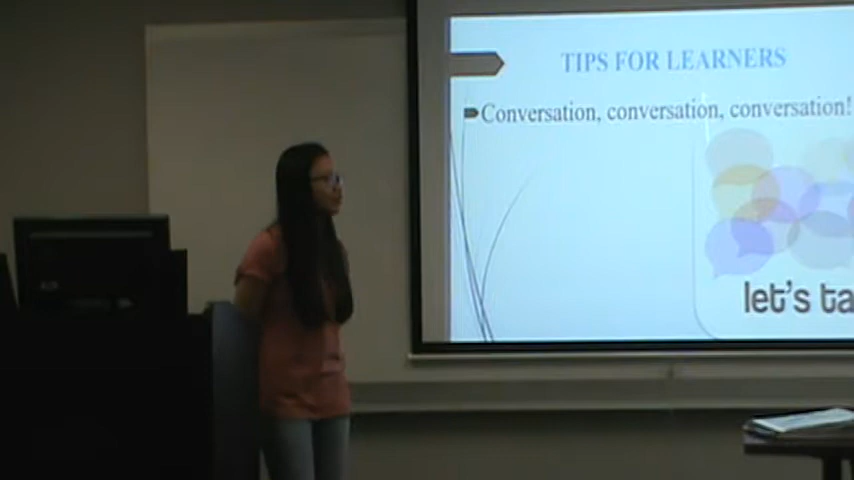 TIPS FOR LEARNERS
Conversation, conversation, conversation!
let's ta